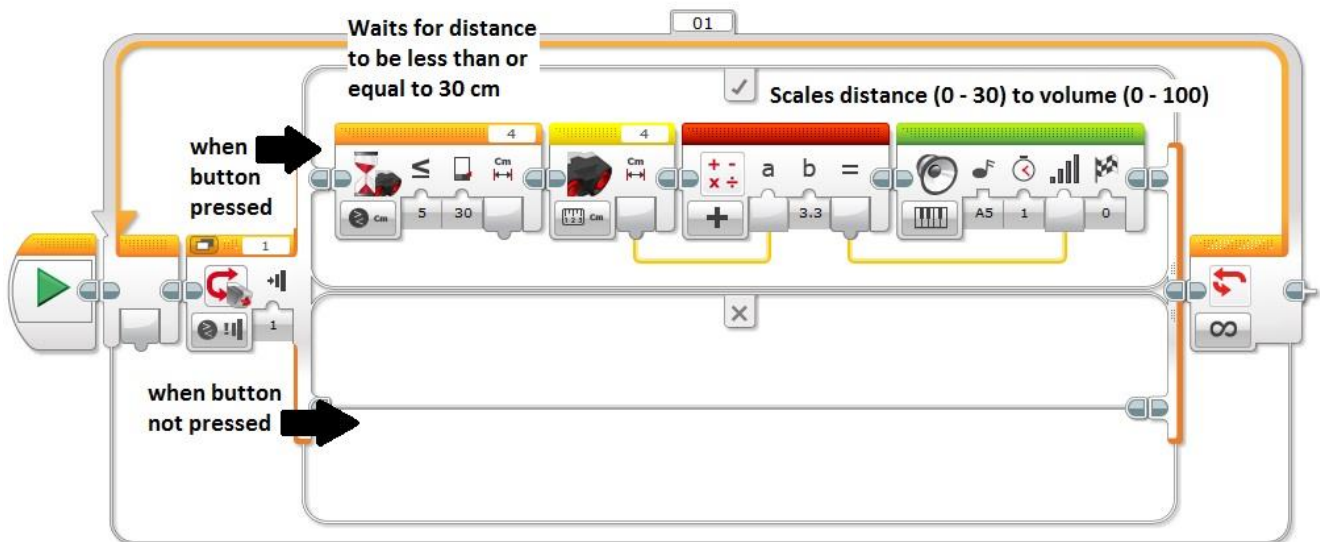 01
Waits for distance
to be less than or
equal to 30 cm
Scales distance (0 - 30) to volume (0 - 100)
when
button
pressed
4
4
Cm
Cm
a b =
≤
Cm
5 30
123 Cm
+ - × ÷
+
3.3
A5 1 0
1
1
∞
when button
not pressed